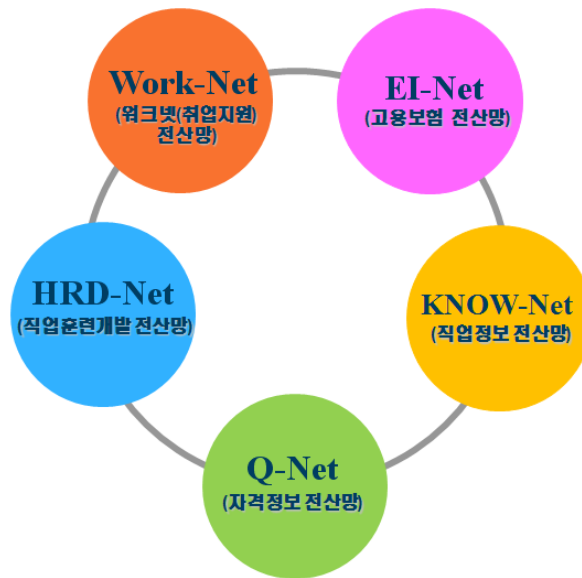 Work-Net
(워크넷(취업지원)
전산망)
EI-Net
(고용보험 전산망)
HRD-Net
(직업훈련개발 전산망)
KNOW-Net
(직업정보 전산망)
Q-Net
(자격정보 전산망)